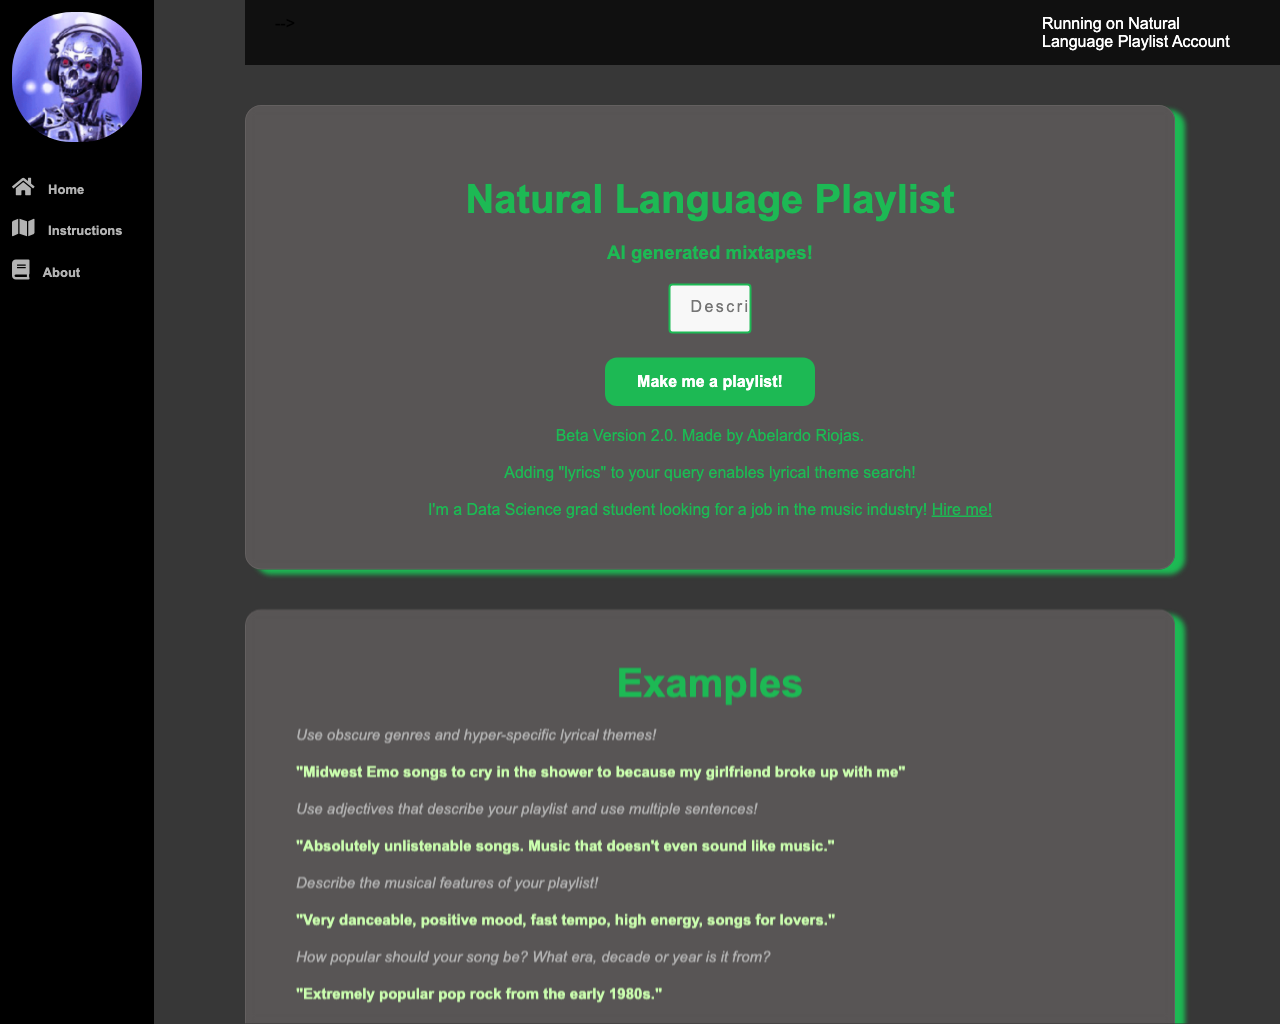 -->
Running on Natural
Language Playlist Account
Home
Instructions
About
Natural Language Playlist
AI generated mixtapes!
Descri
Make me a playlist!
Beta Version 2.0. Made by Abelardo Riojas.
Adding "lyrics" to your query enables lyrical theme search!
I'm a Data Science grad student looking for a job in the music industry! Hire me!
Examples
Use obscure genres and hyper-specific lyrical themes!
"Midwest Emo songs to cry in the shower to because my girlfriend broke up with me"
Use adjectives that describe your playlist and use multiple sentences!
"Absolutely unlistenable songs. Music that doesn't even sound like music."
Describe the musical features of your playlist!
"Very danceable, positive mood, fast tempo, high energy, songs for lovers."
How popular should your song be? What era, decade or year is it from?
"Extremely popular pop rock from the early 1980s."